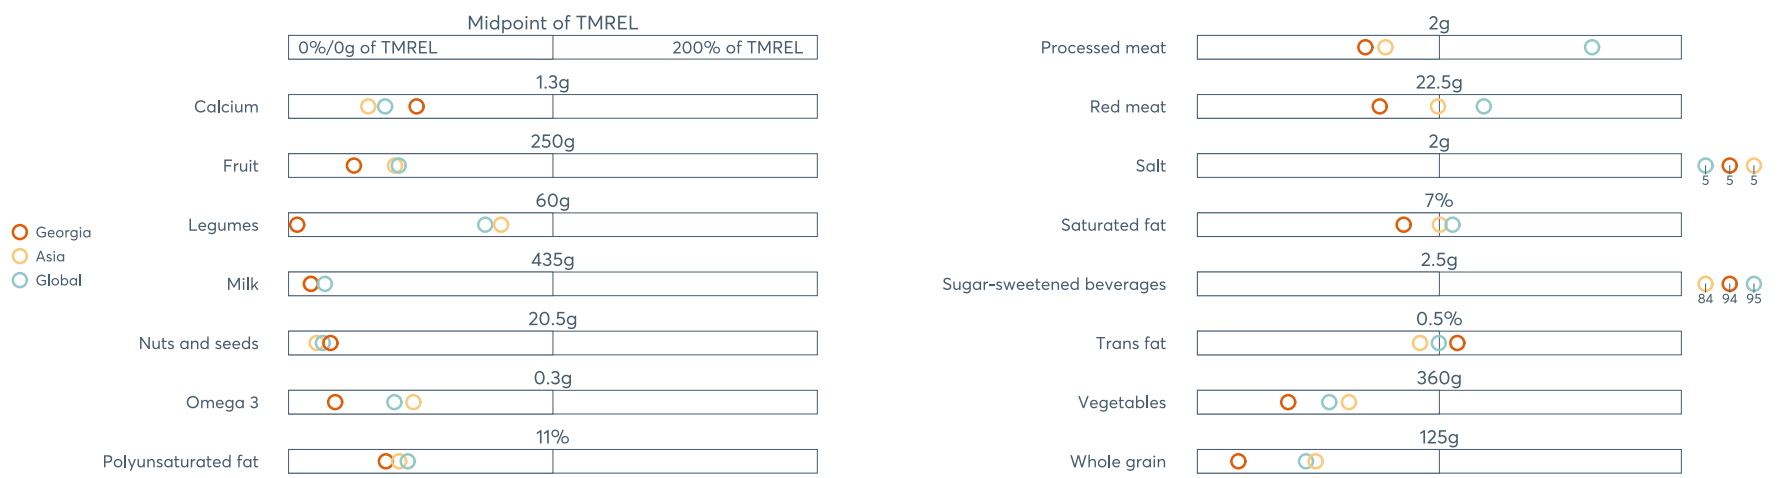 Midpoint of TMREL
0%/0g of TMREL
200% of TMREL
1.3g
Calcium
250g
Fruit
60g
Legumes
435g
Milk
20.5g
Nuts and seeds
0.3g
Omega 3
11%
Polyunsaturated fat
Georgia
Asia
Global
2g
Processed meat
22.5g
Red meat
2g
Salt
5 5 5
7%
Saturated fat
2.5g
Sugar-sweetened beverages
84 94 95
0.5%
Trans fat
360g
Vegetables
125g
Whole grain